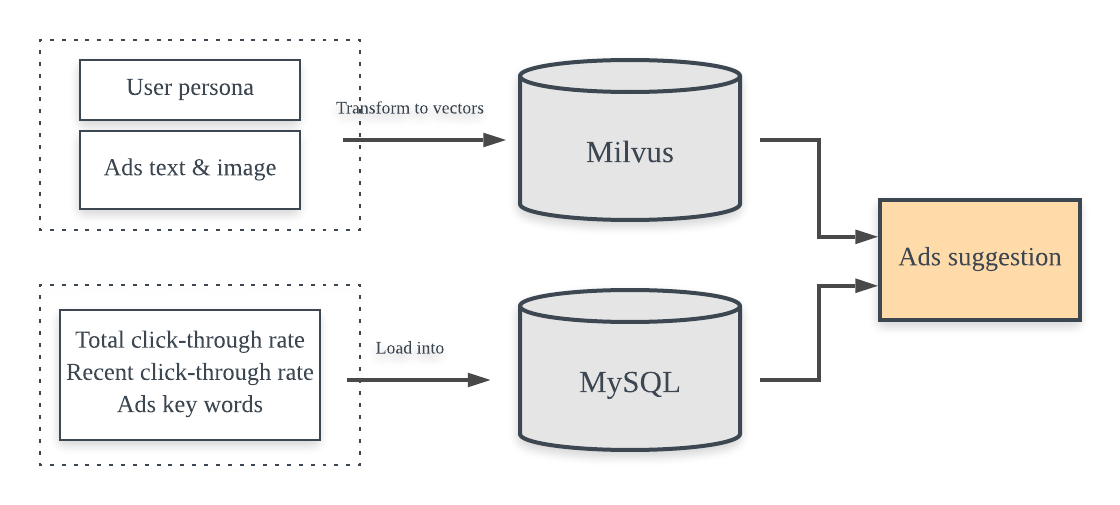 User persona
Transform to vectors
Ads text & image
Milvus
Ads suggestion
Total click-through rate
Recent click-through rate
Ads key words
Load into
MySQL